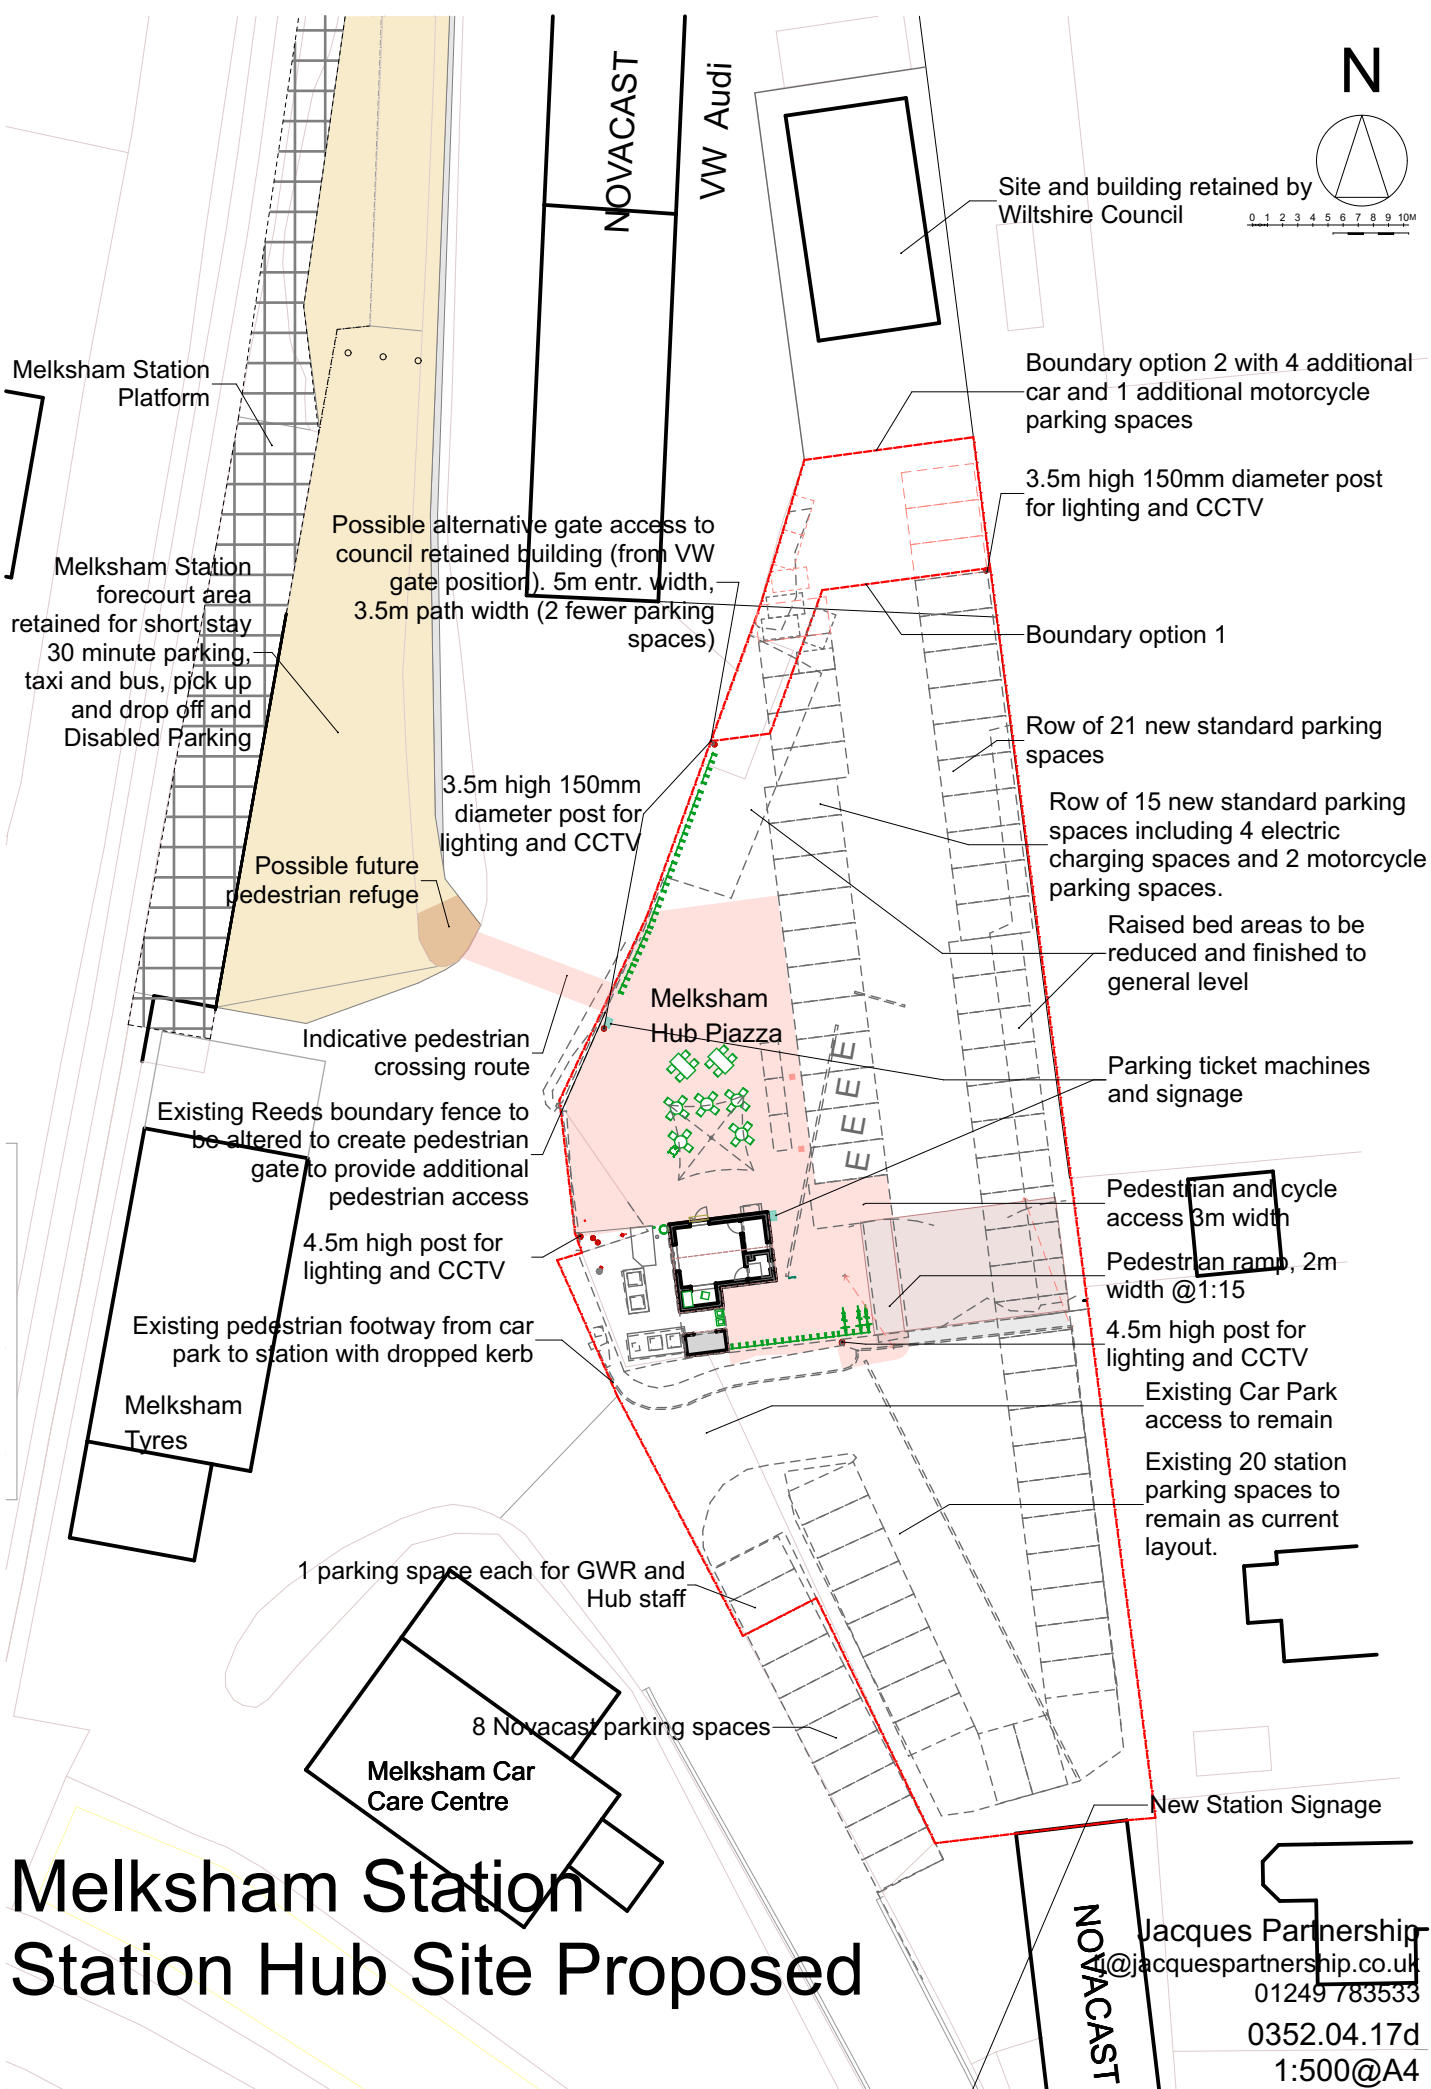 NOVACAST
VW Audi
N
0 1 2 3 4 5 6 7 8 9 10M
Site and building retained by
Wiltshire Council
Melksham Station
Platform
Boundary option 2 with 4 additional
car and 1 additional motorcycle
parking spaces
3.5m high 150mm diameter post
for lighting and CCTV
Possible alternative gate access to
council retained building (from VW
gate position). 5m entr. width,
3.5m path width (2 fewer parking
spaces)
Melksham Station
forecourt area
retained for short stay
30 minute parking,
taxi and bus, pick up
and drop off and
Disabled Parking
Boundary option 1
Row of 21 new standard parking
spaces
3.5m high 150mm
diameter post for
lighting and CCTV
Row of 15 new standard parking
spaces including 4 electric
charging spaces and 2 motorcycle
parking spaces.
Possible future
pedestrian refuge
Raised bed areas to be
reduced and finished to
general level
Melksham
Hub Piazza
Indicative pedestrian
crossing route
E
E
E
E
Parking ticket machines
and signage
Existing Reeds boundary fence to
be altered to create pedestrian
gate to provide additional
pedestrian access
Pedestrian and cycle
access 3m width
4.5m high post for
lighting and CCTV
Pedestrian ramp, 2m
width @1:15
Existing pedestrian footway from car
park to station with dropped kerb
4.5m high post for
lighting and CCTV
Melksham
Tyres
Existing Car Park
access to remain
Existing 20 station
parking spaces to
remain as current
layout.
1 parking space each for GWR and
Hub staff
8 Novacast parking spaces
Melksham Car
Care Centre
New Station Signage
Melksham Station
Station Hub Site Proposed
NOVACAST
Jacques Partnership
@jacquespartnership.co.uk
01249 783533
0352.04.17d
1:500@A4